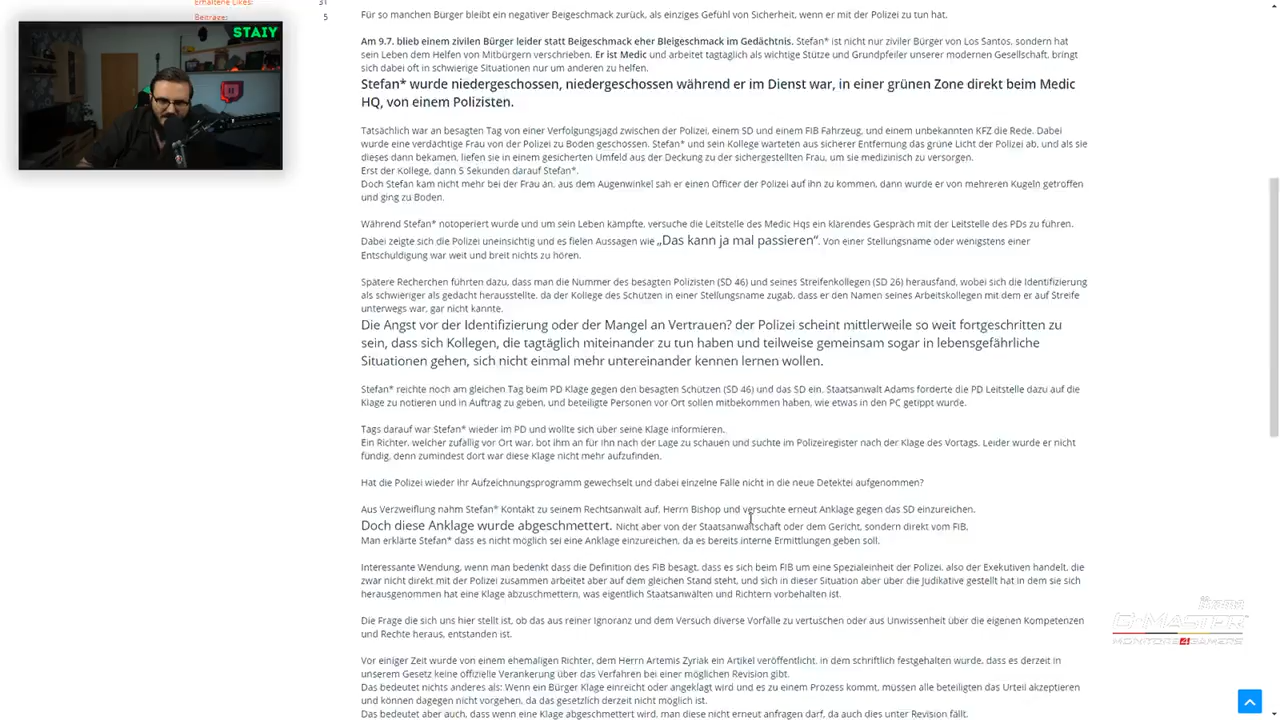 Erhaltene Likes: 31
Beiträge: 5
STAIY
Für so manchen Bürger bleibt ein negativer Beigeschmack zurück, als einziges Gefühl von Sicherheit, wenn er mit der Polizei zu tun hat.
Am 9.7. blieb einem zivilen Bürger leider statt Beigeschmack eher Bleigeschmack im Gedächtnis. Stefan* ist nicht nur ziviler Bürger von Los Santos, sondern hat
sein Leben dem Helfen von Mitbürgern verschrieben. Er ist Medic und arbeitet tagtäglich als wichtige Stütze und Grundpfeiler unserer modernen Gesellschaft, bringt
sich dabei oft in schwierige Situationen nur um anderen zu helfen.
Stefan* wurde niedergeschossen, niedergeschossen während er im Dienst war, in einer grünen Zone direkt beim Medic
HQ, von einem Polizisten.
Tatsächlich war an besagten Tag von einer Verfolgungsjagd zwischen der Polizei, einem SD und einem FIB Fahrzeug, und einem unbekannten KFZ die Rede. Dabei
wurde eine verdächtige Frau von der Polizei zu Boden geschossen. Stefan* und sein Kollege warteten aus sicherer Entfernung das grüne Licht der Polizei ab, und als sie
dieses dann bekamen, liefen sie in einem gesicherten Umfeld aus der Deckung zu der sichergestellten Frau, um sie medizinisch zu versorgen.
Erst der Kollege, dann 5 Sekunden darauf Stefan*.
Doch Stefan kam nicht mehr bei der Frau an, aus dem Augenwinkel sah er einen Officer der Polizei auf ihn zu kommen, dann wurde er von mehreren Kugeln getroffen
und ging zu Boden.
Während Stefan* notoperiert wurde und um sein Leben kämpfte, versuche die Leitstelle des Medic Hqs ein klärendes Gespräch mit der Leitstelle des PDs zu führen.
Dabei zeigte sich die Polizei uneinsichtig und es fielen Aussagen wie „Das kann ja mal passieren“. Von einer Stellungsname oder wenigstens einer
Entschuldigung war weit und breit nichts zu hören.
Spätere Recherchen führten dazu, dass man die Nummer des besagten Polizisten (SD 46) und seines Streifenkollegen (SD 26) herausfand, wobei sich die Identifizierung
als schwieriger als gedacht herausstellte, da der Kollege des Schützen in einer Stellungsname zugab, dass er den Namen seines Arbeitskollegen mit dem er auf Streife
unterwegs war, gar nicht kannte.
Die Angst vor der Identifizierung oder der Mangel an Vertrauen? der Polizei scheint mittlerweile so weit fortgeschritten zu
sein, dass sich Kollegen, die tagtäglich miteinander zu tun haben und teilweise gemeinsam sogar in lebensgefährliche
Situationen gehen, sich nicht einmal mehr untereinander kennen lernen wollen.
Stefan* reichte noch am gleichen Tag beim PD Klage gegen den besagten Schützen (SD 46) und das SD ein. Staatsanwalt Adams forderte die PD Leitstelle dazu auf die
Klage zu notieren und in Auftrag zu geben, und beteiligte Personen vor Ort sollen mitbekommen haben, wie etwas in den PC getippt wurde.
Tags darauf war Stefan* wieder im PD und wollte sich über seine Klage informieren.
Ein Richter, welcher zufällig vor Ort war, bot ihm an für ihn nach der Lage zu schauen und suchte im Polizeiregister nach der Klage des Vortags. Leider wurde er nicht
fündig, denn zumindest dort war diese Klage nicht mehr aufzufinden.
Hat die Polizei wieder ihr Aufzeichnungsprogramm gewechselt und dabei einzelne Fälle nicht in die neue Detektei aufgenommen?
Aus Verzweiflung nahm Stefan* Kontakt zu seinem Rechtsanwalt auf, Herrn Bishop und versuchte erneut Anklage gegen das SD einzureichen.
Doch diese Anklage wurde abgeschmettert. Nicht aber von der Staatsanwaltschaft oder dem Gericht, sondern direkt vom FIB.
Man erklärte Stefan* dass es nicht möglich sei eine Anklage einzureichen, da es bereits interne Ermittlungen geben soll.
Interessante Wendung, wenn man bedenkt dass die Definition des FIB besagt, dass es sich beim FIB um eine Spezialeinheit der Polizei, also der Exekutiven handelt, die
zwar nicht direkt mit der Polizei zusammen arbeitet aber auf dem gleichen Stand steht, und sich in dieser Situation aber über die Judikative gestellt hat in dem sie sich
herausgenommen hat eine Klage abzuschmettern, was eigentlich Staatsanwälten und Richtern vorbehalten ist.
Die Frage die sich uns hier stellt ist, ob das aus reiner Ignoranz und dem Versuch diverse Vorfälle zu vertuschen oder aus Unwissenheit über die eigenen Kompetenzen
und Rechte heraus, entstanden ist.
Vor einiger Zeit wurde von einem ehemaligen Richter, dem Herrn Artemis Zyriak ein Artikel veröffentlicht, in dem schriftlich festgehalten wurde, dass es derzeit in
unserem Gesetz keine offizielle Verankerung über das Verfahren bei einer möglichen Revision gibt.
Das bedeutet nichts anderes als: Wenn ein Bürger Klage einreicht oder angeklagt wird und es zu einem Prozess kommt, müssen alle beteiligten das Urteil akzeptieren
und können dagegen nicht vorgehen, da das gesetzlich derzeit nicht möglich ist.
Das bedeutet aber auch, dass wenn eine Klage abgeschmettert wird, man diese nicht erneut anfragen darf, da auch dies unter Revision fällt.
iiyama
G-MASTER
MONITORS4GAMERS